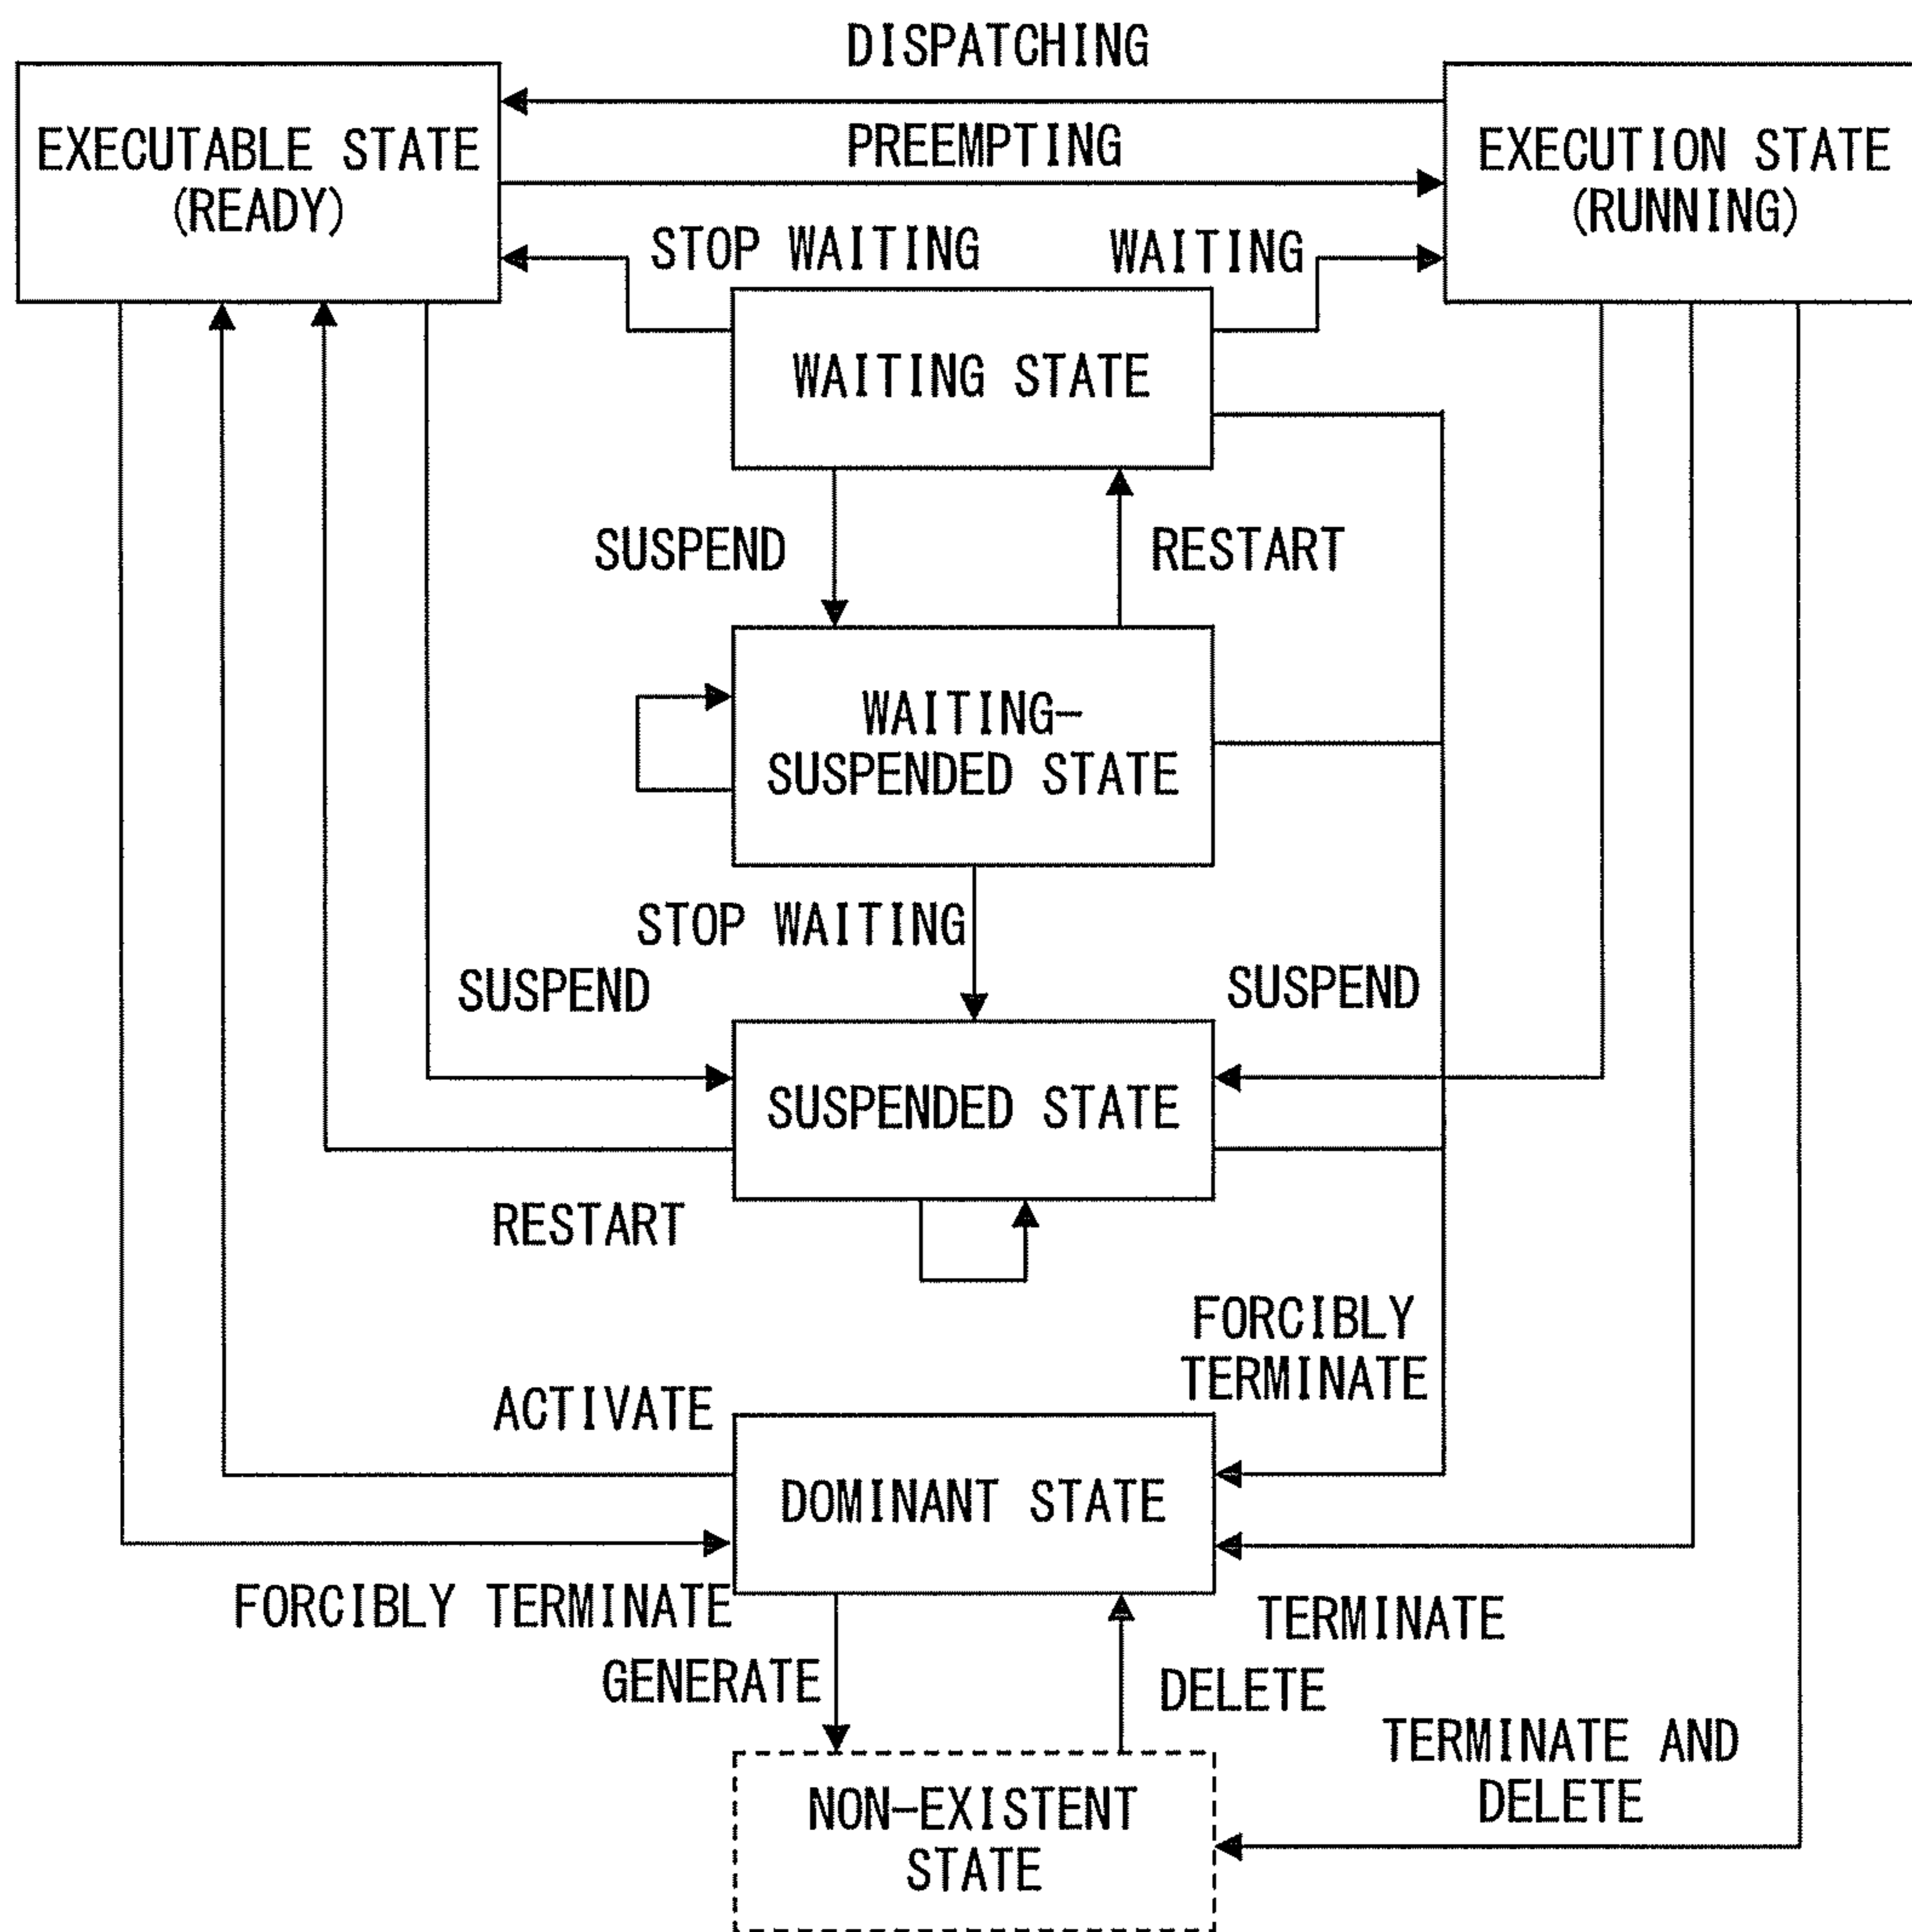 DISPATCHING
EXECUTABLE STATE
(READY)
PREEMPTING
EXECUTION STATE
(RUNNING)
STOP WAITING
WAITING
WAITING STATE
SUSPEND
RESTART
WAITING-
SUSPENDED STATE
STOP WAITING
SUSPEND
SUSPEND
SUSPENDED STATE
RESTART
FORCIBLY
TERMINATE
ACTIVATE
DOMINANT STATE
FORCIBLY TERMINATE
TERMINATE
GENERATE
DELETE
TERMINATE AND
DELETE
NON-EXISTENT
STATE